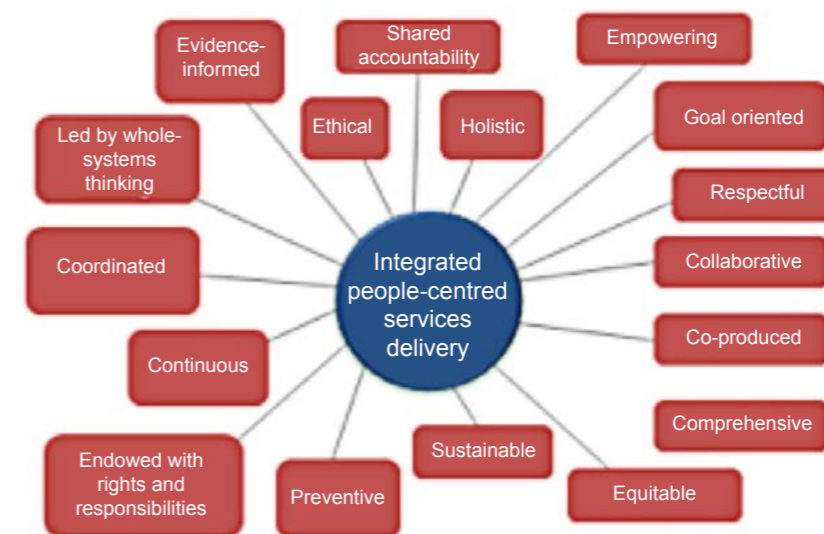 Evidence-
informed
Shared
accountability
Empowering
Ethical
Holistic
Goal oriented
Led by whole-
systems
thinking
Respectful
Coordinated
Integrated
people-centred
services
delivery
Collaborative
Continuous
Co-produced
Comprehensive
Endowed with
rights and
responsibilities
Preventive
Sustainable
Equitable